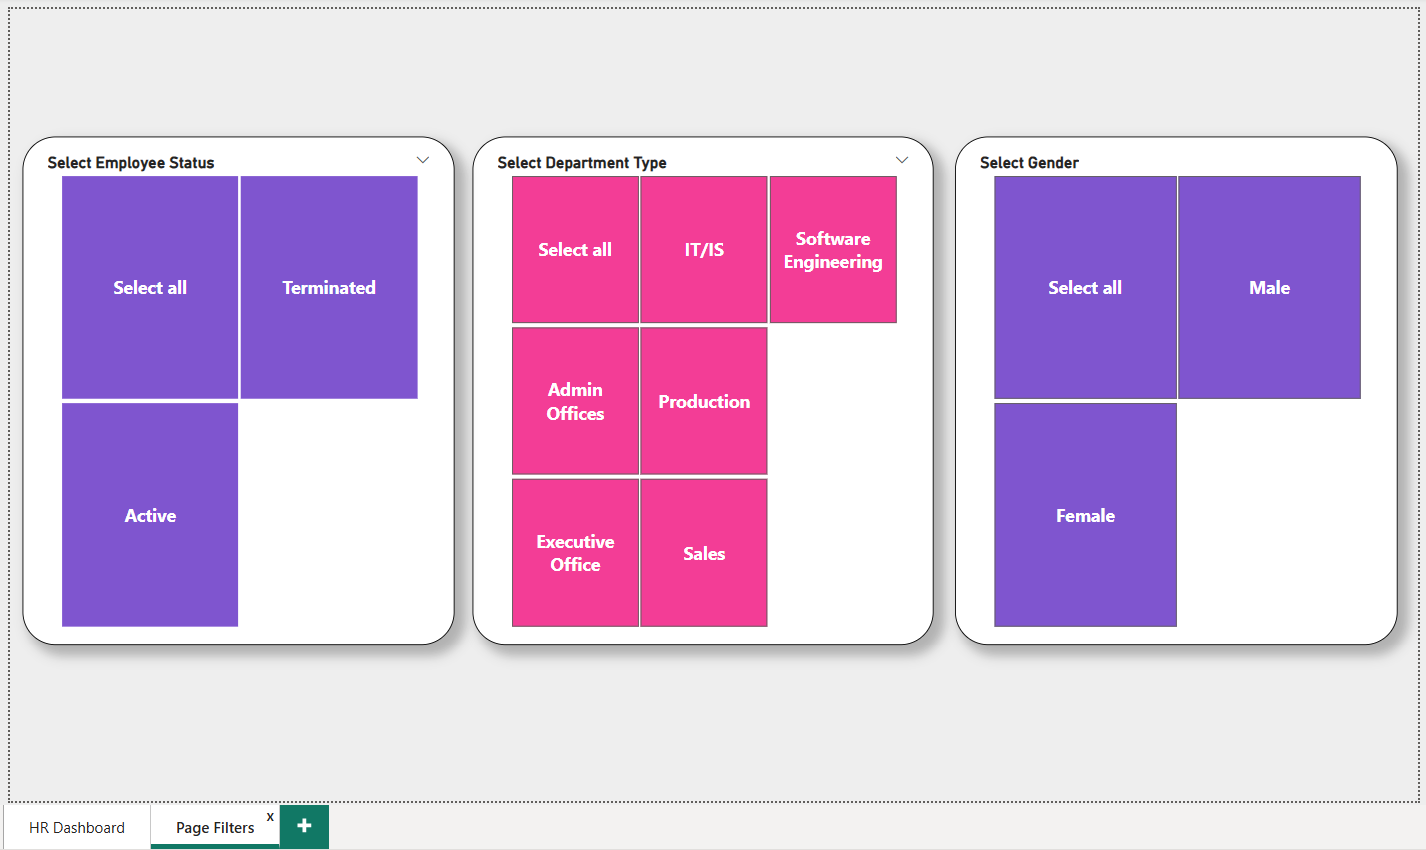 Select Employee Status
Select all
Terminated
Active
Select Department Type
Select all
IT/IS
Software
Engineering
Admin
Offices
Production
Executive
Office
Sales
Select Gender
Select all
Male
Female
HR Dashboard
Page Filters
x
+